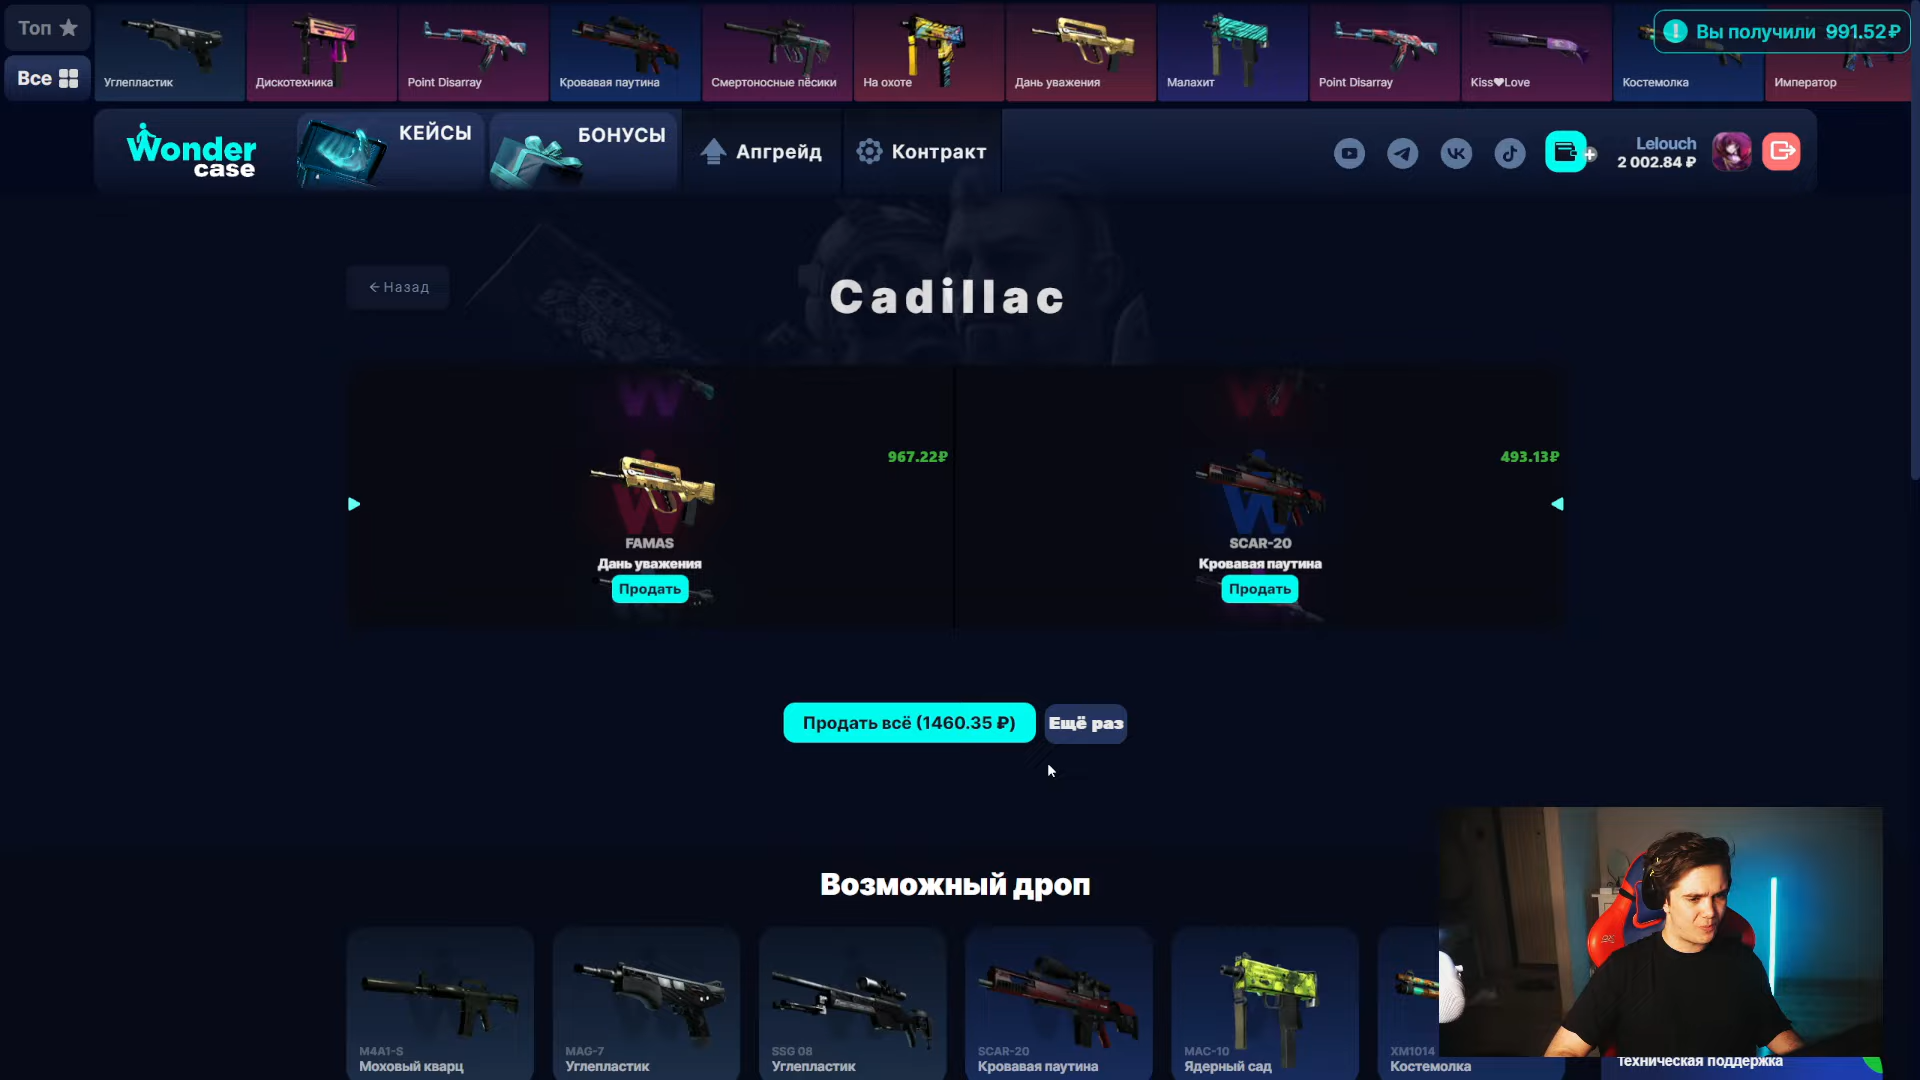 Топ
Все
Углепластик
Дискотехника
Point Disarray
Кровавая паутина
Смертоносные пёсики
На охоте
Дань уважения
Малахит
Point Disarray
Kiss♥Love
Костемолка
Император
Вы получили 991.52₽
Wonder
case
КЕЙСЫ
БОНУСЫ
Апгрейд
Контракт
Lelouch
2 002.84 ₽
← Назад
Cadillac
967.22₽
FAMAS
Дань уважения
Продать
493.13₽
SCAR-20
Кровавая паутина
Продать
Продать всё (1460.35 ₽)
Ещё раз
Возможный дроп
M4A1-S
Моховый кварц
MAG-7
Углепластик
SSG 08
Углепластик
SCAR-20
Кровавая паутина
MAC-10
Ядерный сад
XM1014
Костемолка
Техническая поддержка